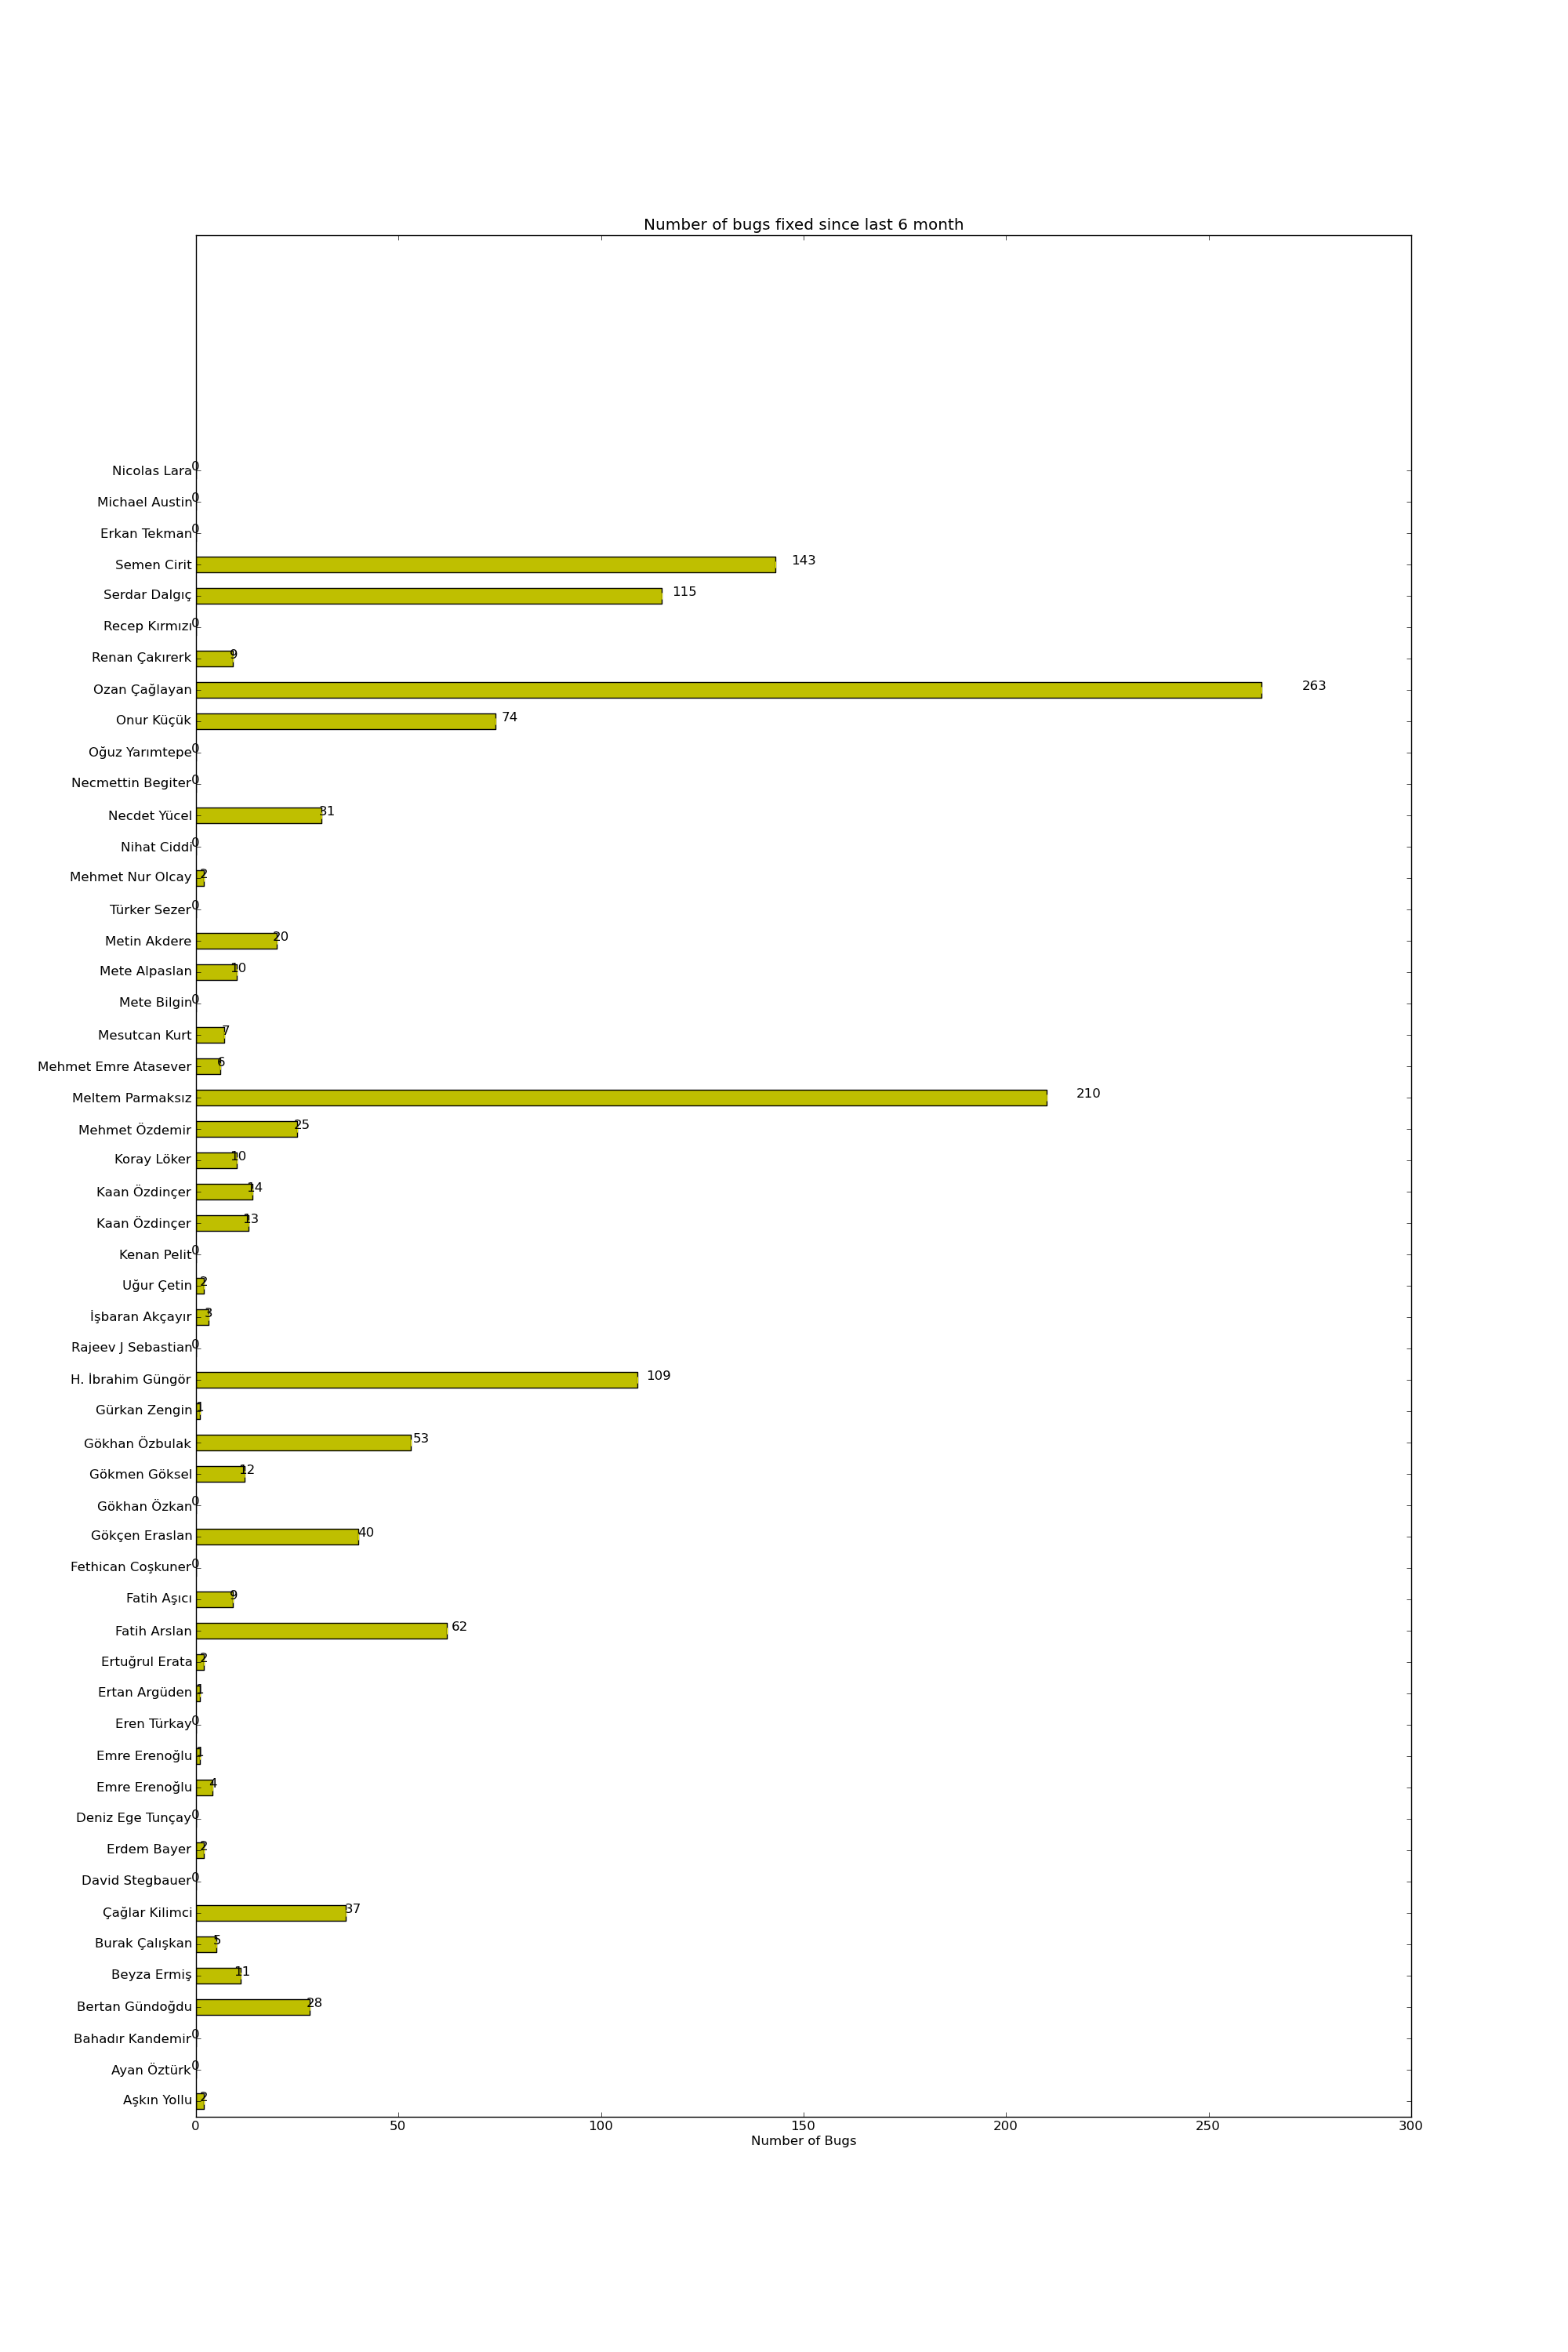 Number of bugs fixed since last 6 month
Nicolas Lara 0
Michael Austin 0
Erkan Tekman 0
Semen Cirit 143
Serdar Dalgıç 115
Recep Kırmızı 0
Renan Çakırerk 9
Ozan Çağlayan 263
Onur Küçük 74
Oğuz Yarımtepe 0
Necmettin Begiter 0
Necdet Yücel 31
Nihat Ciddi 0
Mehmet Nur Olcay 2
Türker Sezer 0
Metin Akdere 20
Mete Alpaslan 10
Mete Bilgin 0
Mesutcan Kurt 7
Mehmet Emre Atasever 6
Meltem Parmaksız 210
Mehmet Özdemir 25
Koray Löker 10
Kaan Özdinçer 14
Kaan Özdinçer 13
Kenan Pelit 0
Uğur Çetin 2
İşbaran Akçayır 3
Rajeev J Sebastian 0
H. İbrahim Güngör 109
Gürkan Zengin 1
Gökhan Özbulak 53
Gökmen Göksel 12
Gökhan Özkan 0
Gökçen Eraslan 40
Fethican Coşkuner 0
Fatih Aşıcı 9
Fatih Arslan 62
Ertuğrul Erata 2
Ertan Argüden 1
Eren Türkay 0
Emre Erenoğlu 1
Emre Erenoğlu 4
Deniz Ege Tunçay 0
Erdem Bayer 2
David Stegbauer 0
Çağlar Kilimci 37
Burak Çalışkan 5
Beyza Ermiş 11
Bertan Gündoğdu 28
Bahadır Kandemir 0
Ayan Öztürk 0
Aşkın Yollu 2
0 50 100 150 200 250 300
Number of Bugs